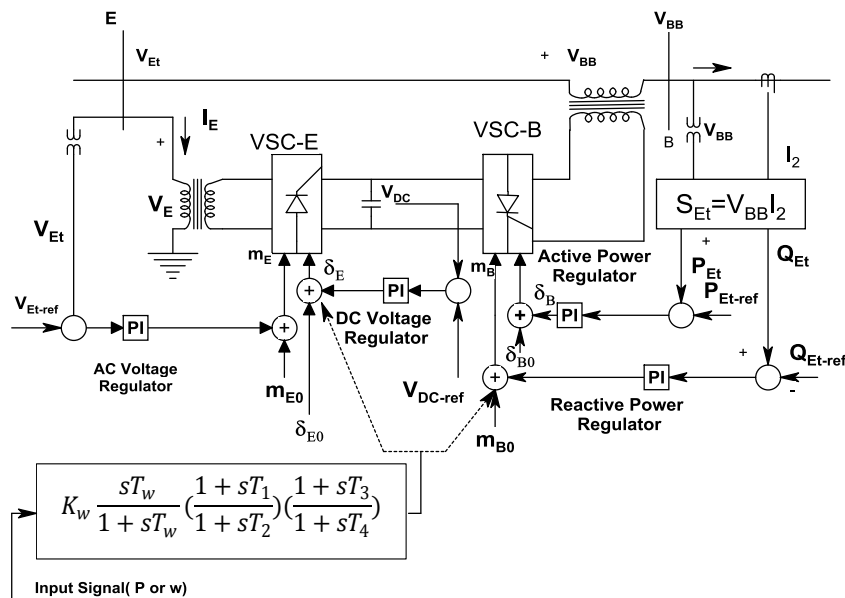 E
V_Et
+
V_BB
V_BB
I_E
+
VSC-E
VSC-B
V_BB
B
I_2
V_E
V_DC
S_Et=V_BB I_2
V_Et
m_E
δ_E
m_B
Active Power
Regulator
+
P_Et
Q_Et
V_Et-ref
PI
+
+
PI
DC Voltage
Regulator
δ_B
+
PI
P_Et-ref
δ_B0
AC Voltage
Regulator
m_E0
V_DC-ref
+
PI
+
Q_Et-ref
-
δ_E0
m_B0
Reactive Power
Regulator
K_w sT_w/(1 + sT_w) ((1 + sT_1)/(1 + sT_2))((1 + sT_3)/(1 + sT_4))
Input Signal( P or w)